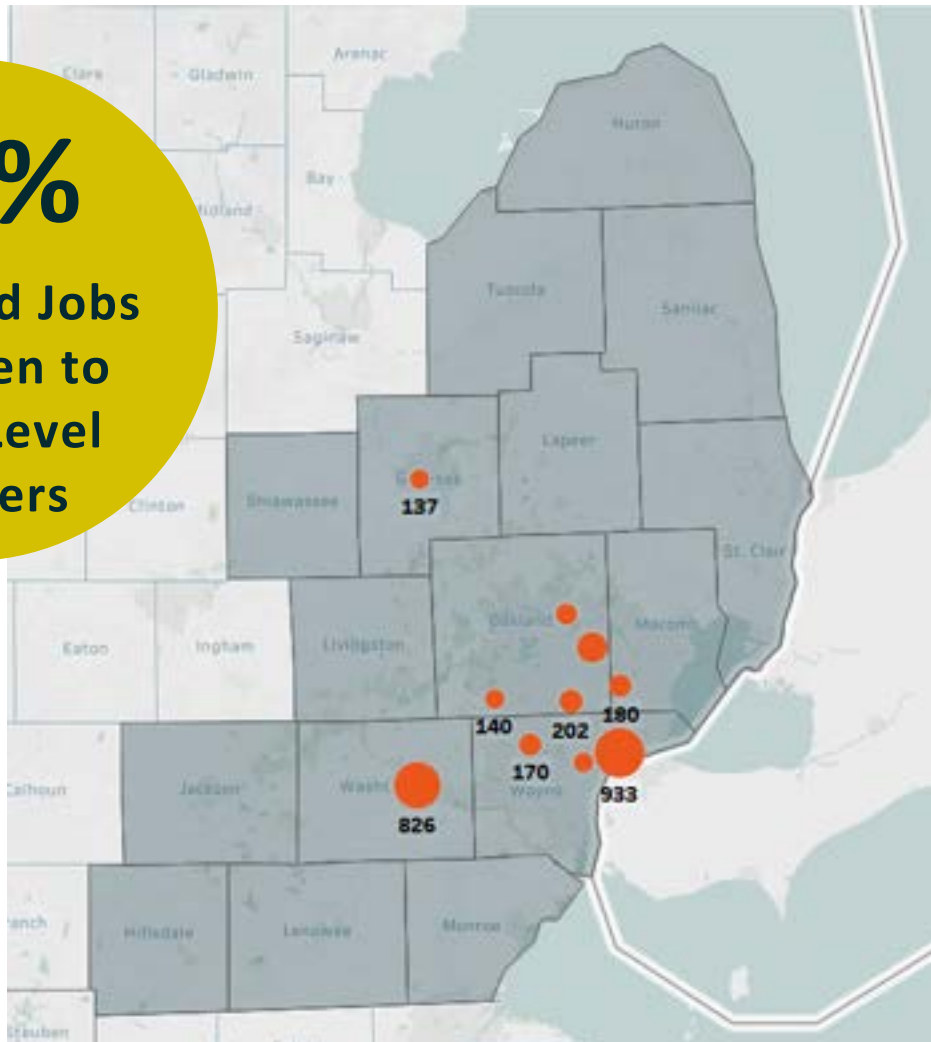 Arenac
Clare
Gladwin
Huron
%
Bay
Midland
d Jobs
Tuscola
Sanilac
Saginaw
en to
Level
Lapeer
ers
Clinton
Shiawassee
137
St. Clair
Oakland
Macomb
Eaton
Ingham
Livingston
140
202
180
170
Calhoun
Jackson
Washt
Wayne
933
826
anch
Hillsdale
Lenawee
Monroe
Steuben